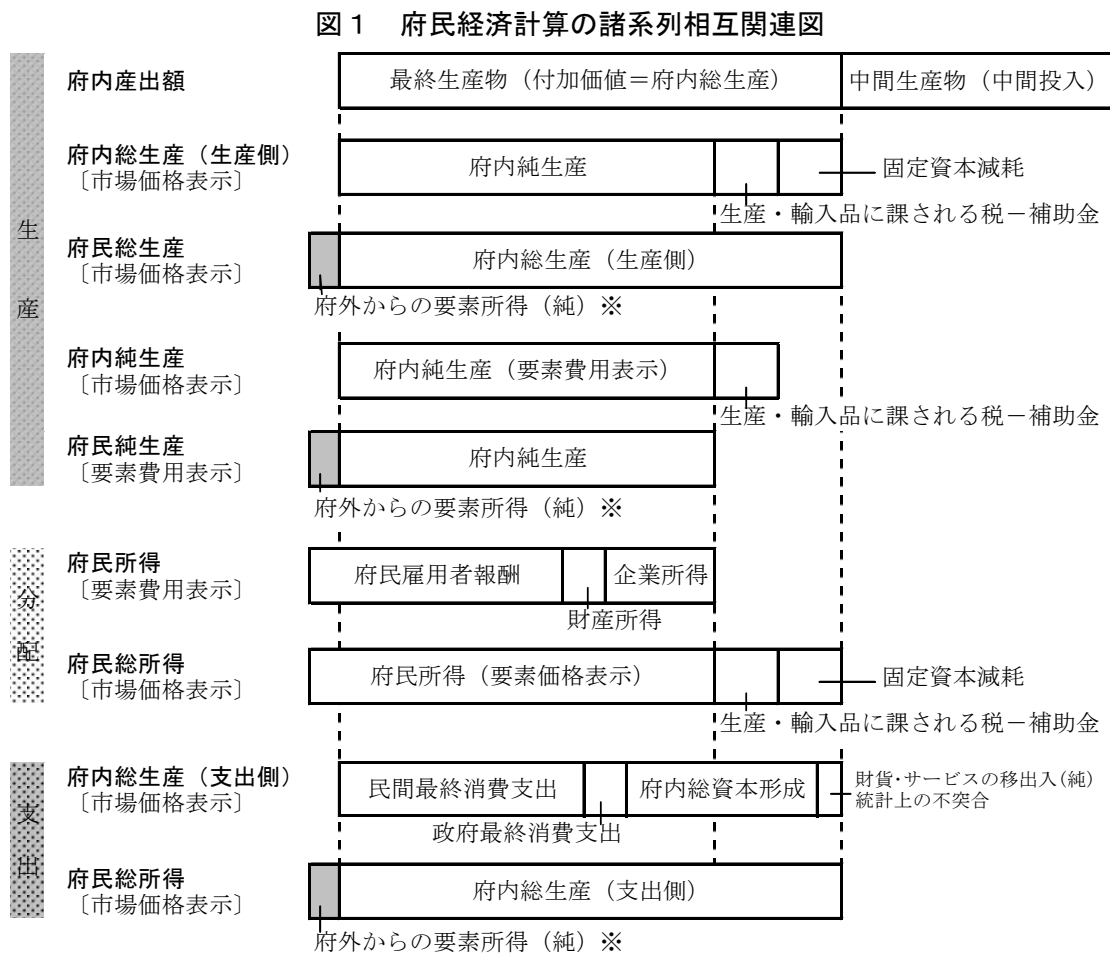 図１　府民経済計算の諸系列相互関連図
生産
府内産出額
最終生産物（付加価値＝府内総生産）
中間生産物（中間投入）
府内総生産（生産側）
〔市場価格表示〕
府内純生産
固定資本減耗
生産・輸入品に課される税－補助金
府民総生産
〔市場価格表示〕
府内総生産（生産側）
府外からの要素所得（純）※
府内純生産
〔市場価格表示〕
府内純生産（要素費用表示）
生産・輸入品に課される税－補助金
府民純生産
〔要素費用表示〕
府内純生産
府外からの要素所得（純）※
分配
府民所得
〔要素費用表示〕
府民雇用者報酬
企業所得
財産所得
府民総所得
〔市場価格表示〕
府民所得（要素価格表示）
固定資本減耗
生産・輸入品に課される税－補助金
支出
府内総生産（支出側）
〔市場価格表示〕
民間最終消費支出
府内総資本形成
財貨･サービスの移出入（純）
統計上の不突合
政府最終消費支出
府民総所得
〔市場価格表示〕
府内総生産（支出側）
府外からの要素所得（純）※